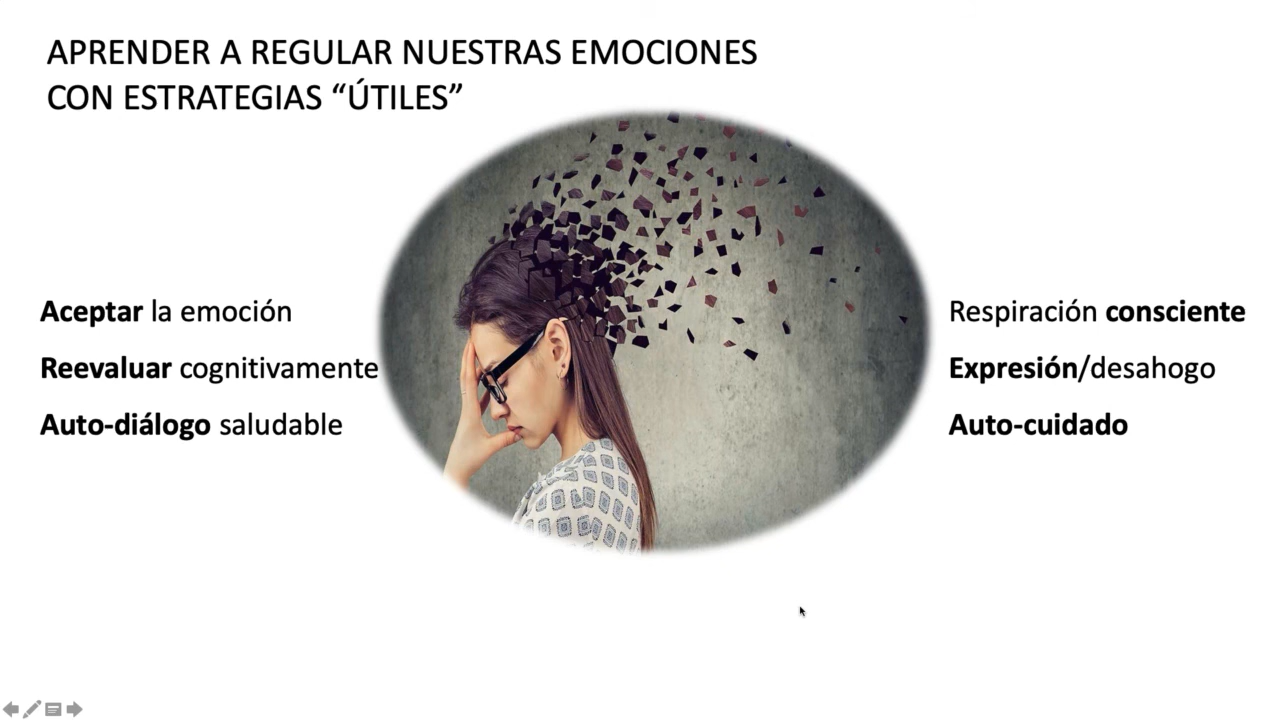 APRENDER A REGULAR NUESTRAS EMOCIONES
CON ESTRATEGIAS “ÚTILES”
Aceptar la emoción
Reevaluar cognitivamente
Auto-diálogo saludable
Respiración consciente
Expresión/desahogo
Auto-cuidado